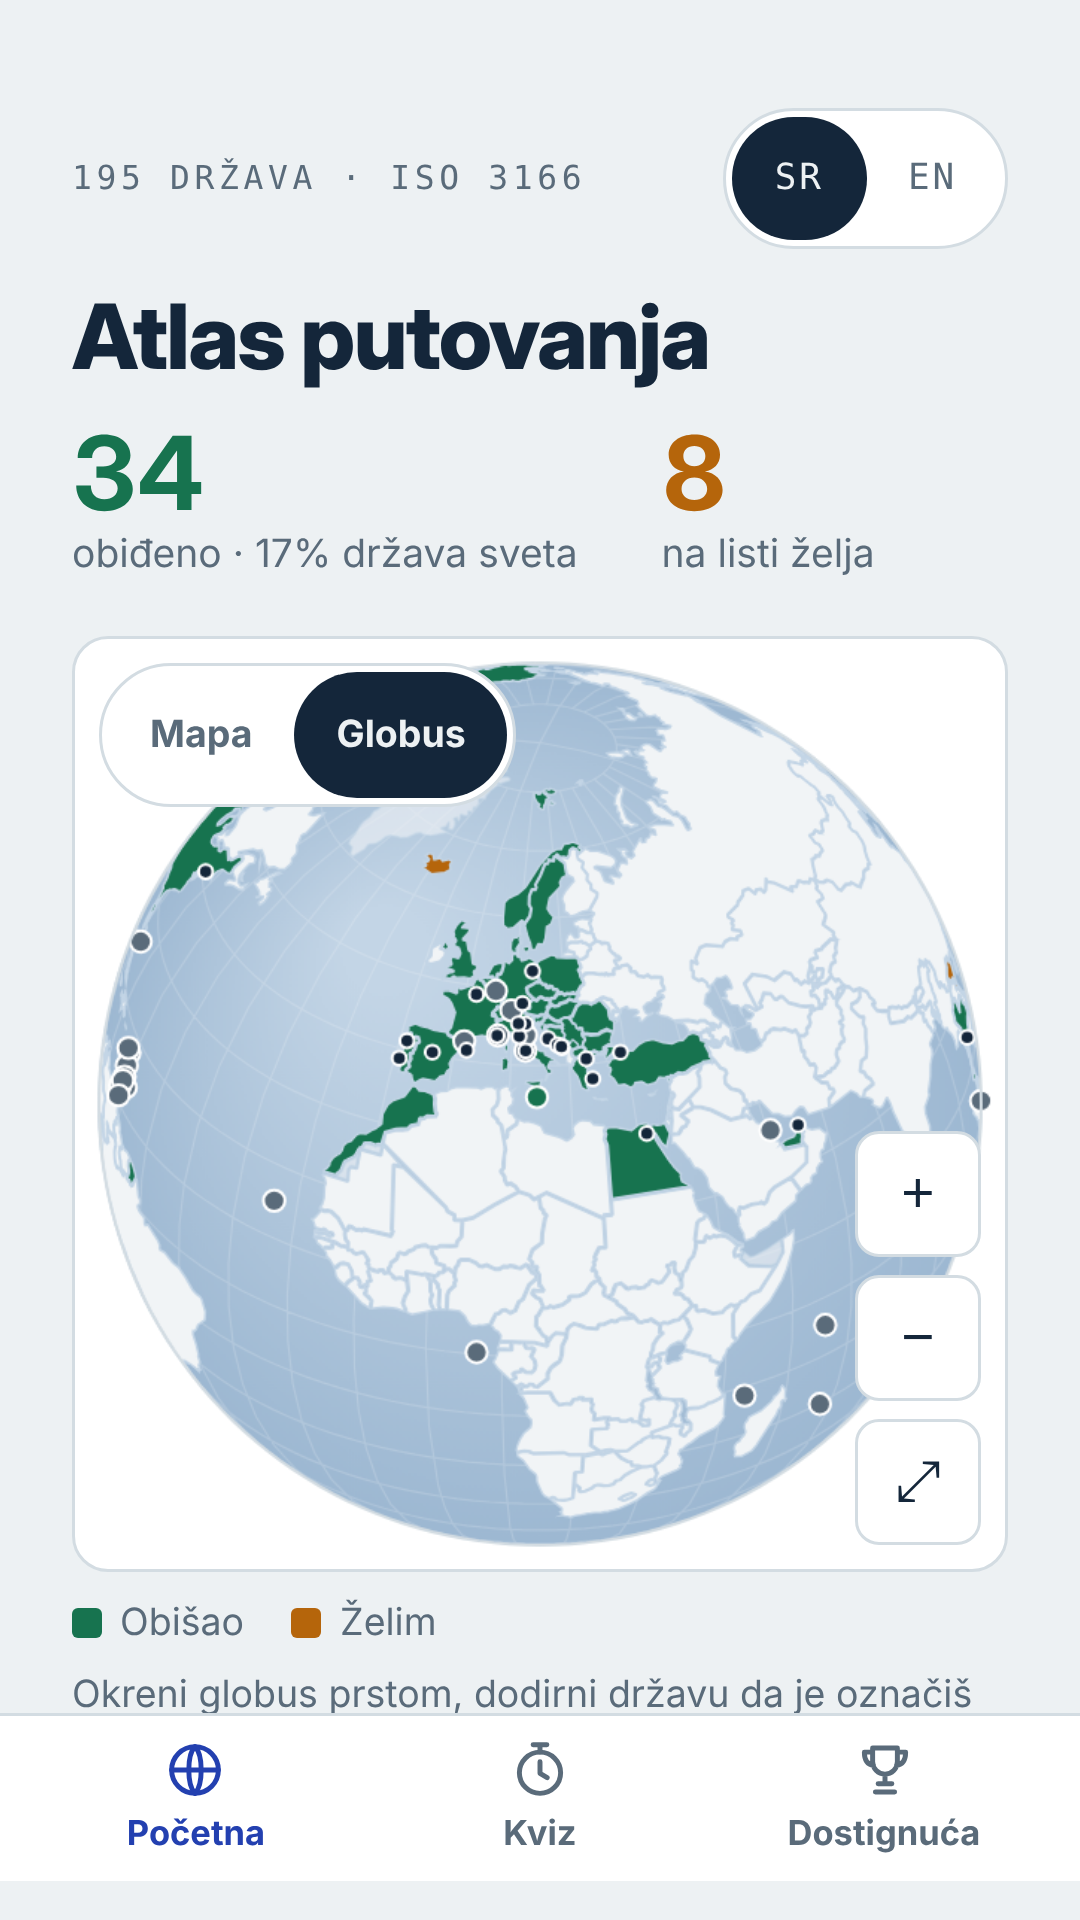 195 DRŽAVA · ISO 3166
SR EN
Atlas putovanja
34
obiđeno · 17% država sveta
8
na listi želja
Mapa Globus
+
−
Obišao Želim
Okreni globus prstom, dodirni državu da je označiš
Početna Kviz Dostignuća